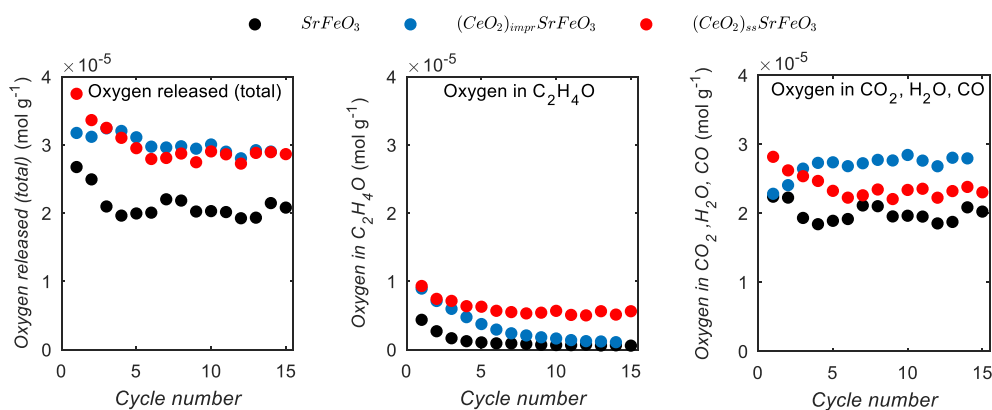 SrFeO3 (CeO2)imprSrFeO3 (CeO2)ssSrFeO3
×10-5
Oxygen released (total)
4
3
2
1
0
0 5 10 15
Cycle number
Oxygen released (total) (mol g-1)
×10-5
Oxygen in C2H4O
4
3
2
1
0
0 5 10 15
Cycle number
Oxygen in C2H4O (mol g-1)
×10-5
Oxygen in CO2, H2O, CO
4
3
2
1
0
0 5 10 15
Cycle number
Oxygen in CO2 ,H2O, CO (mol g-1)